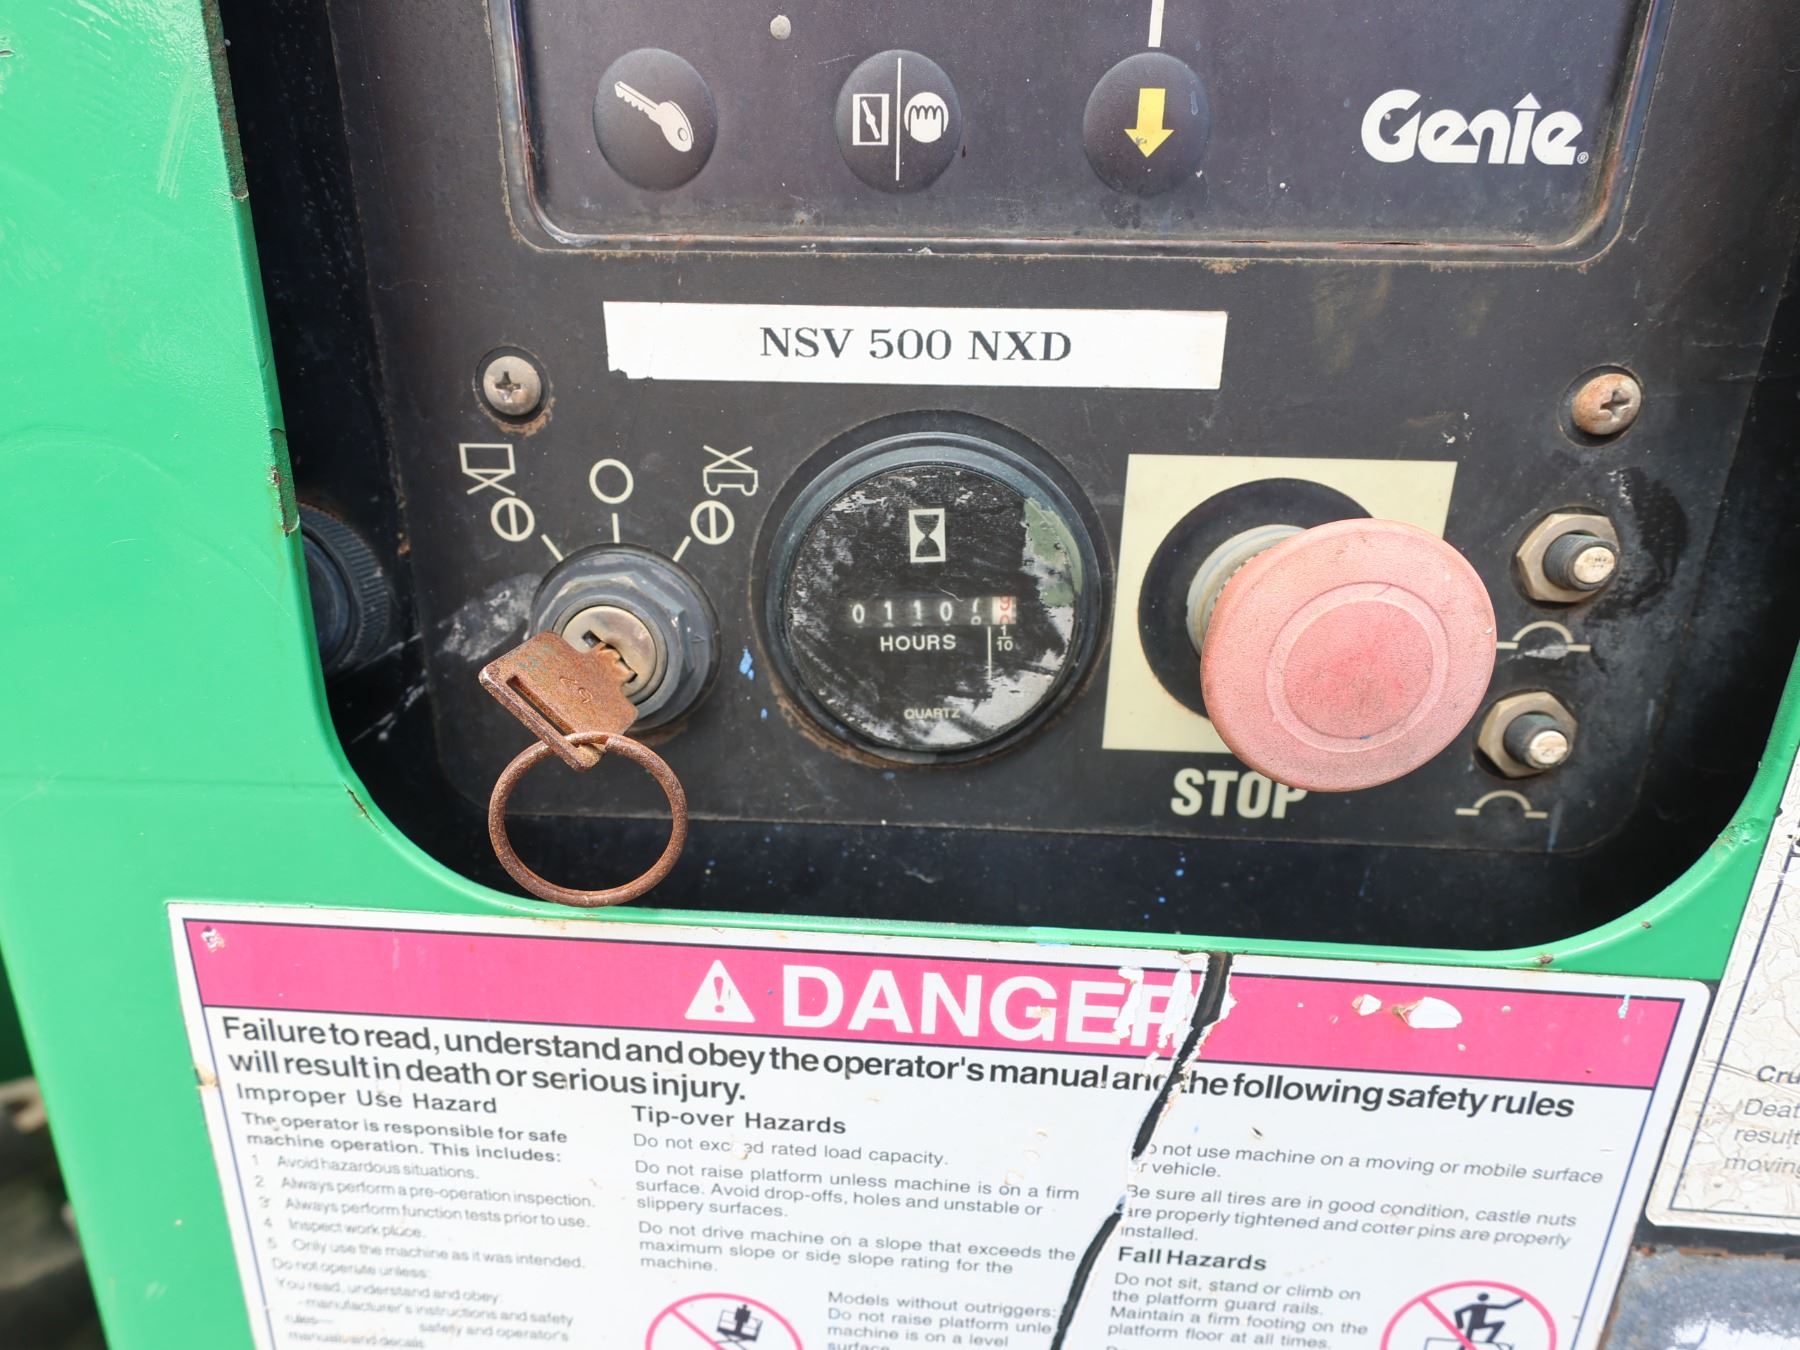 Genie®
NSV 500 NXD
HOURS
1/10
QUARTZ
STOP
DANGER
Failure to read, understand and obey the operator's manual and the following safety rules
will result in death or serious injury.
Improper Use Hazard
The operator is responsible for safe
machine operation. This includes:
1 Avoid hazardous situations.
2 Always perform a pre-operation inspection.
3 Always perform function tests prior to use.
4 Inspect work place.
5 Only use the machine as it was intended.
Do not operate unless:
You read, understand and obey:
-manufacturer's instructions and safety
rules— safety and operator's
manual and decals
Tip-over Hazards
Do not exceed rated load capacity.
Do not raise platform unless machine is on a firm
surface. Avoid drop-offs, holes and unstable or
slippery surfaces.
Do not drive machine on a slope that exceeds the
maximum slope or side slope rating for the
machine.
Models without outriggers:
Do not raise platform unle
machine is on a level
surface
not use machine on a moving or mobile surface
or vehicle.
Be sure all tires are in good condition, castle nuts
are properly tightened and cotter pins are properly
installed.
Fall Hazards
Do not sit, stand or climb on
the platform guard rails.
Maintain a firm footing on the
platform floor at all times.
Cru
Deat
result
moving